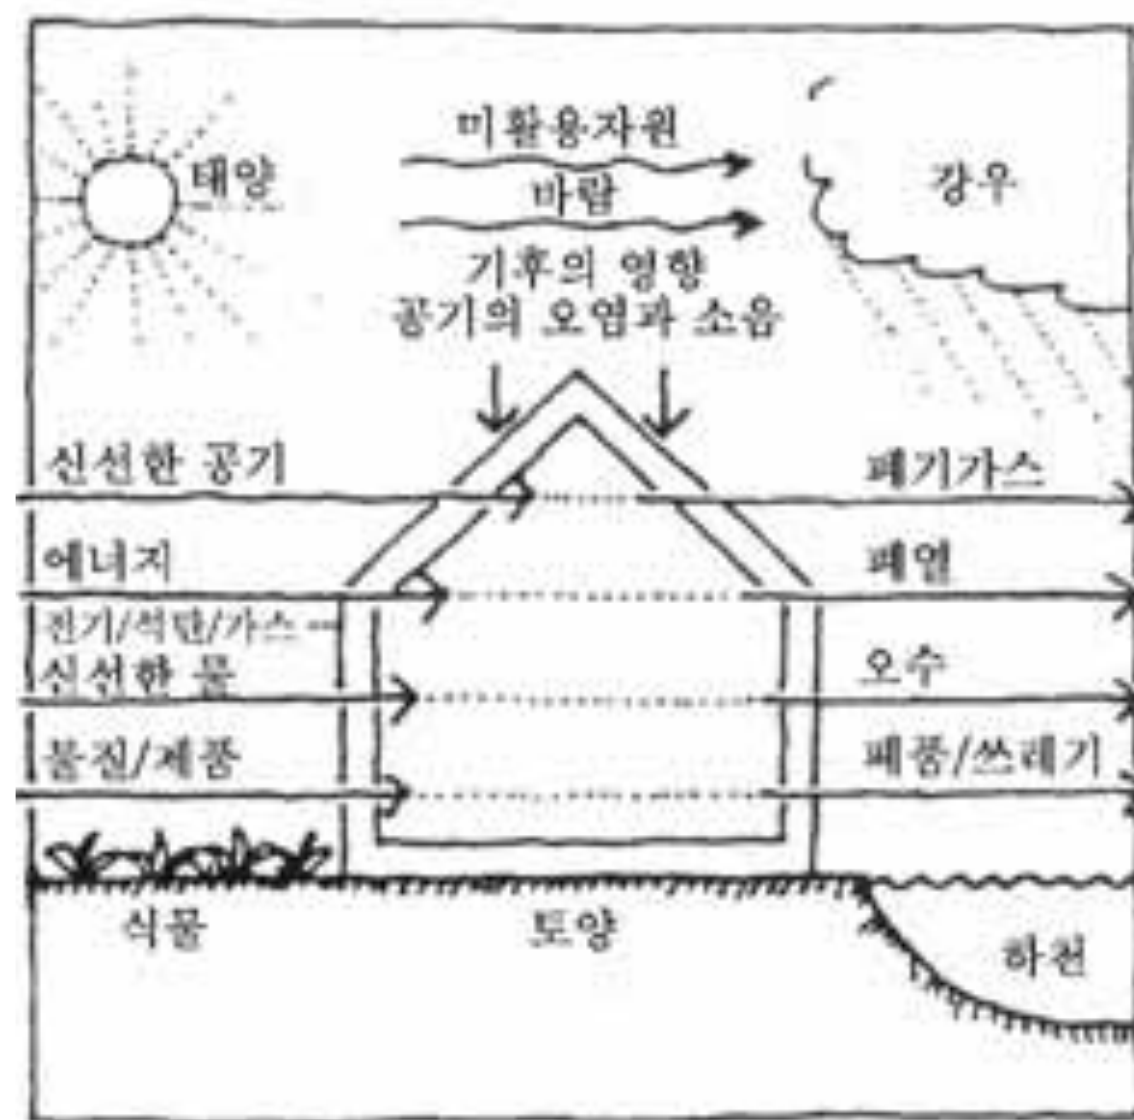 미활용자원
태양
바람
강우
기후의 영향
공기의 오염과 소음
신선한 공기
폐기가스
에너지
폐열
전기/석탄/가스
신선한 물
오수
물질/제품
폐품/쓰레기
식물
토양
하천